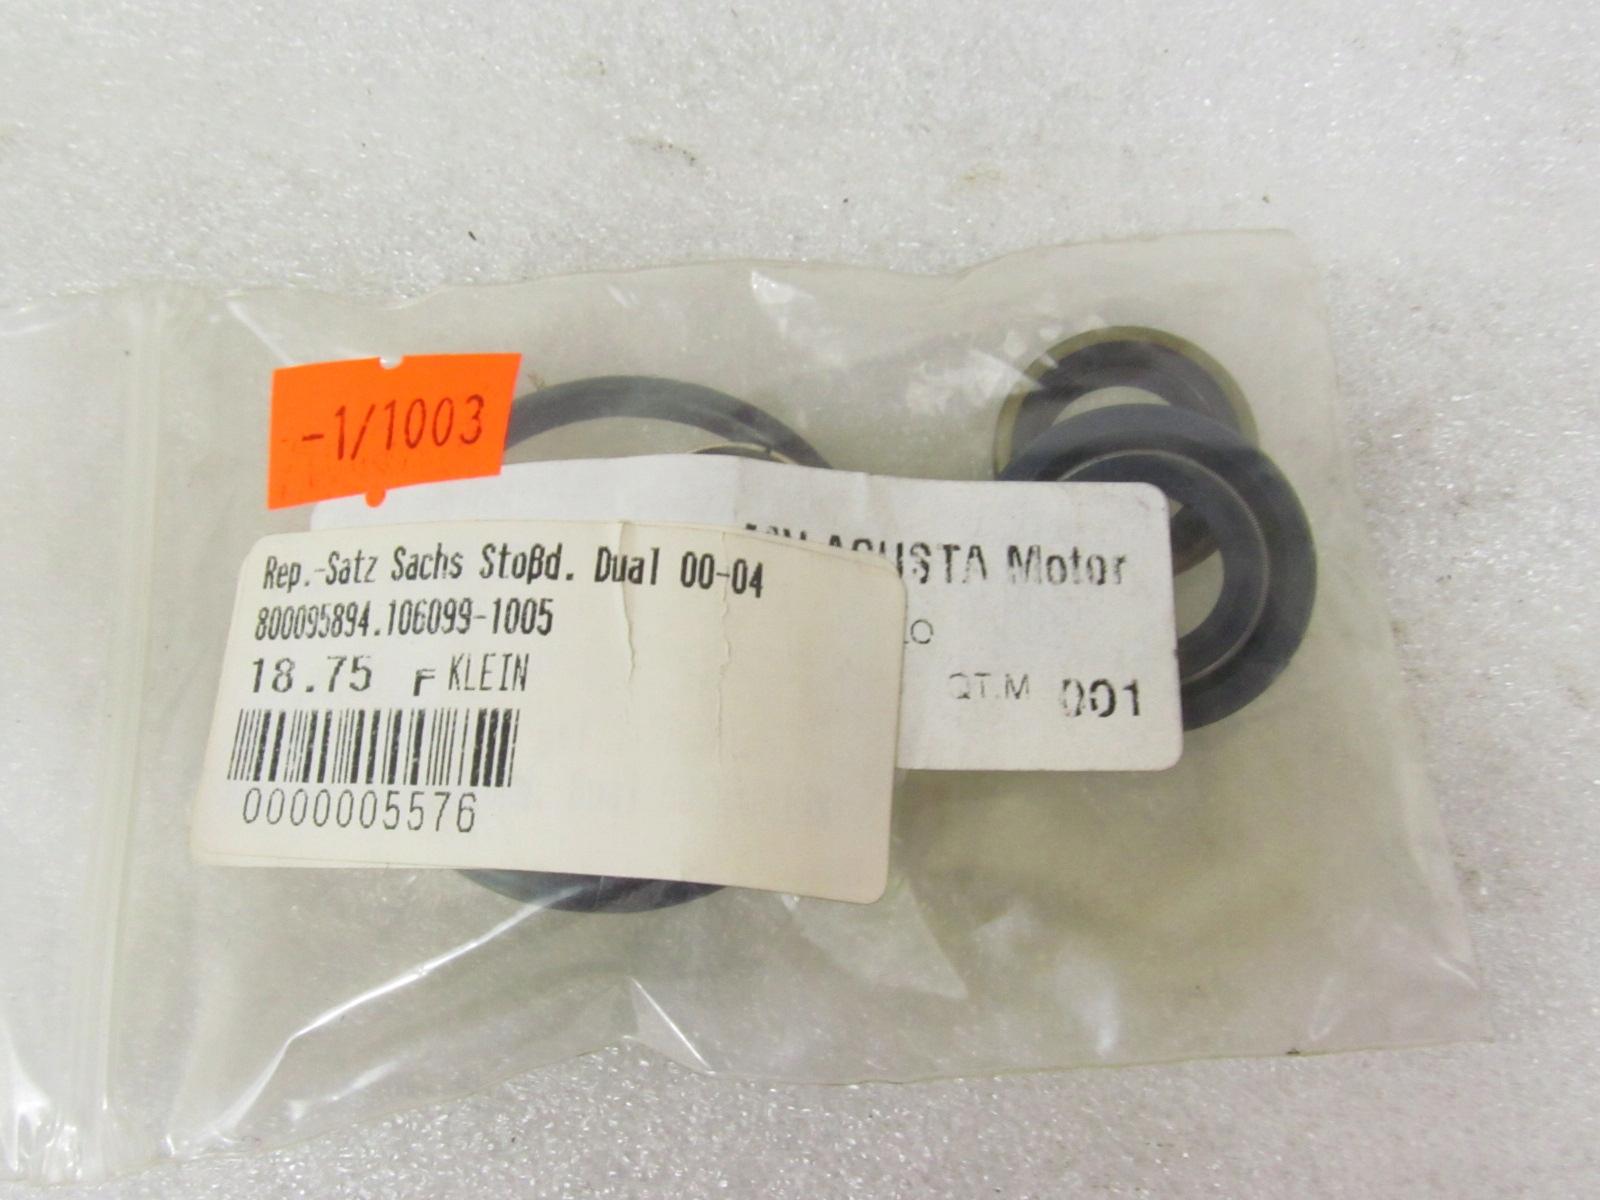 -1/1003
AGUSTA Motor
QT.M 001
Rep.-Satz Sachs Stoßd. Dual 00-04
800095894.106099-1005
18.75 F KLEIN
0000005576